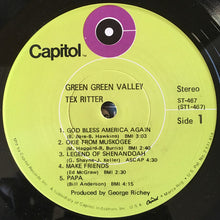 Capitol
GREEN GREEN VALLEY
TEX RITTER
Stereo
ST-467
(ST1-467)
Side 1
1. GOD BLESS AMERICA AGAIN
(B. Bare-B. Hawkins) BMI 3:03
2. OKIE FROM MUSKOGEE
(M. Haggard-R. Burris) BMI 2:40
3. LEGEND OF SHENANDOAH
(G. Shayne-J. Keller) ASCAP 4:30
4. MAKE FRIENDS
(Ed McGraw) BMI 2:25
5. PAPA
(Bill Anderson) BMI 4:15
Produced by George Richey